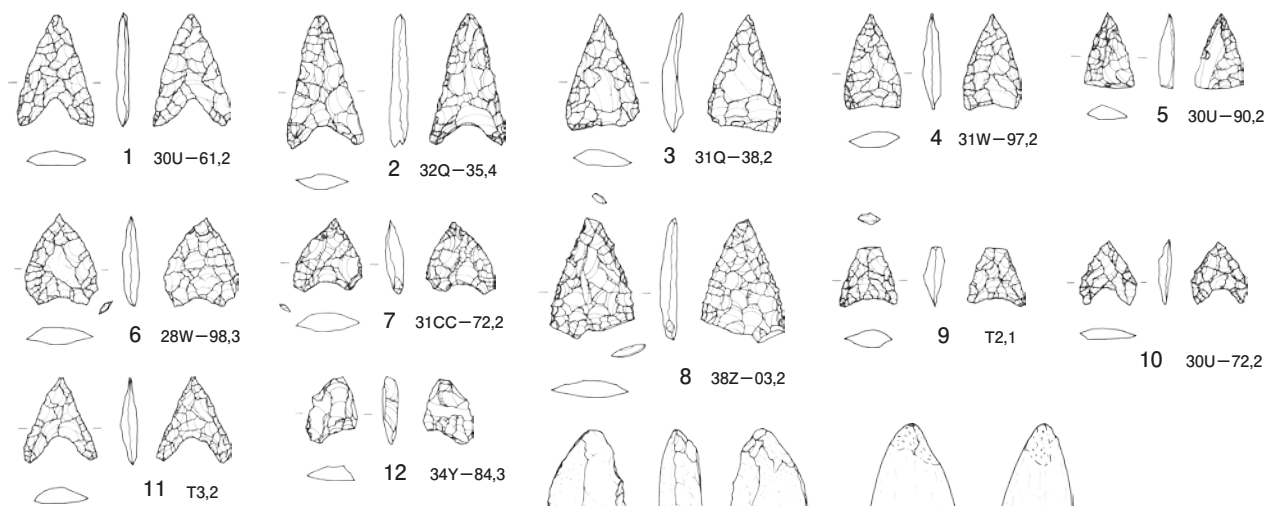 1 30U－61,2
2 32Q－35,4
3 31Q－38,2
4 31W－97,2
5 30U－90,2
6 28W－98,3
7 31CC－72,2
8 38Z－03,2
9 T2,1
10 30U－72,2
11 T3,2
12 34Y－84,3